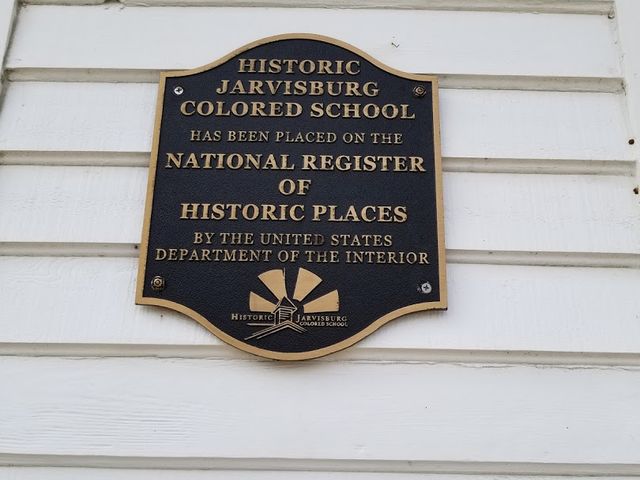 HISTORIC
JARVISBURG
COLORED SCHOOL
HAS BEEN PLACED ON THE
NATIONAL REGISTER
OF
HISTORIC PLACES
BY THE UNITED STATES
DEPARTMENT OF THE INTERIOR
HISTORIC JARVISBURG
COLORED SCHOOL